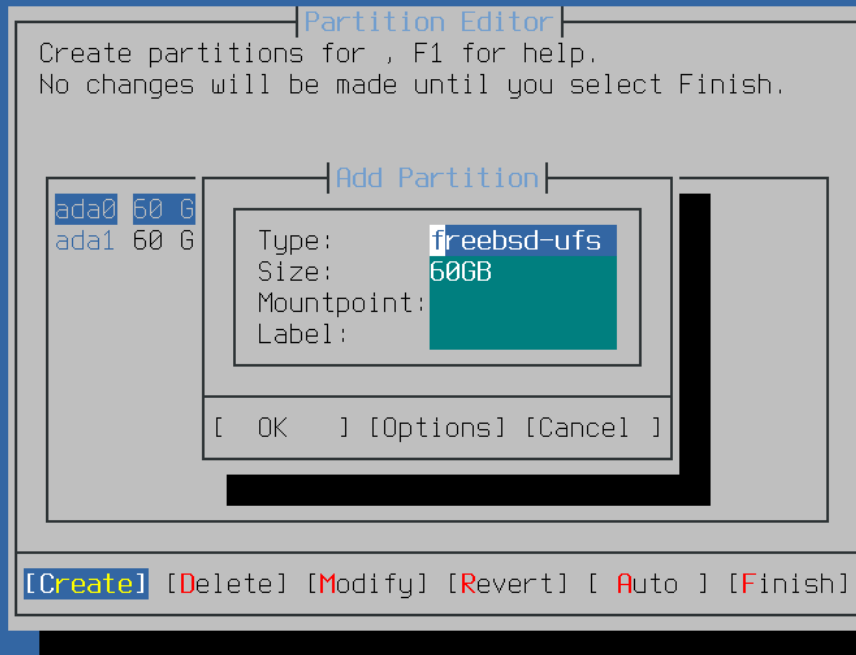 Partition Editor
Create partitions for , F1 for help.
No changes will be made until you select Finish.
Add Partition
ada0 60 G
ada1 60 G
Type: freebsd-ufs
Size: 60GB
Mountpoint:
Label:
[ OK ] [Options] [Cancel ]
[Create] [Delete] [Modify] [Revert] [ Auto ] [Finish]